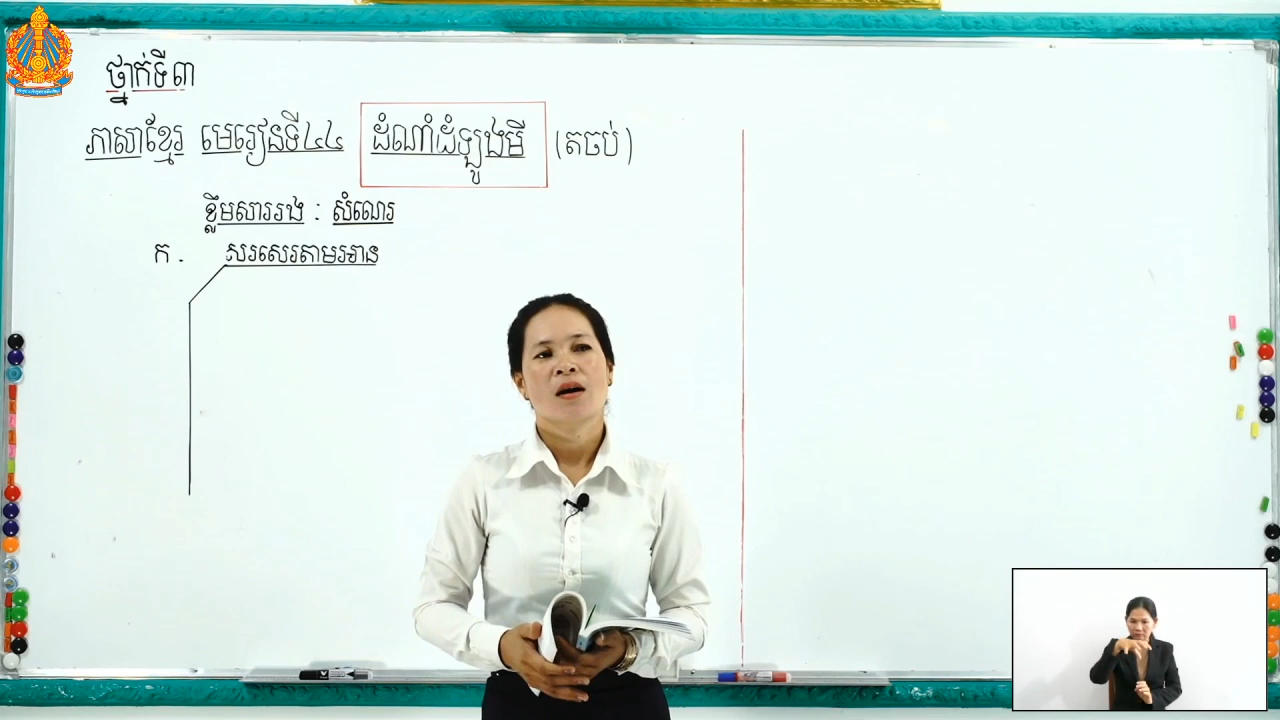 ថ្នាក់ទី៣
ភាសាខ្មែរ មេរៀនទី៤៤ ដំណាំដំឡូងមី (តចប់)
ខ្លឹមសាររង : សំណេរ
ក. សរសេរតាមអាន